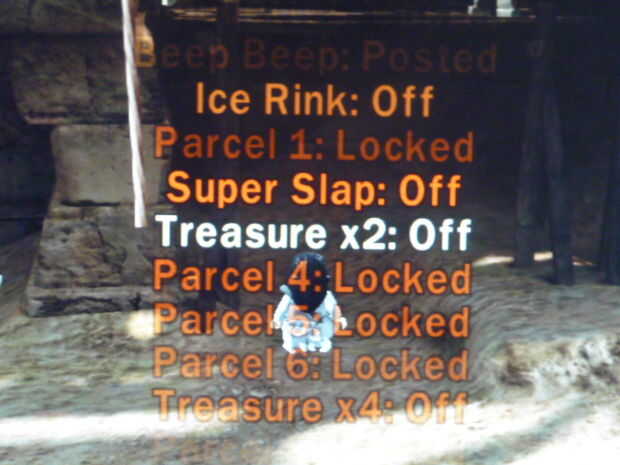 Beep Beep: Posted
Ice Rink: Off
Parcel 1: Locked
Super Slap: Off
Treasure x2: Off
Parcel 4: Locked
Parcel 5: Locked
Parcel 6: Locked
Treasure x4: Off
Parcel